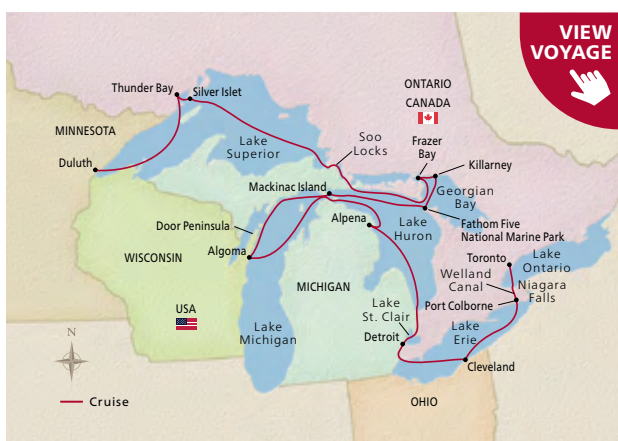 VIEW
VOYAGE
Thunder Bay
Silver Islet
ONTARIO
CANADA
MINNESOTA
Lake
Superior
Soo
Locks
Frazer
Bay
Killarney
Duluth
Mackinac Island
Georgian
Bay
Door Peninsula
Alpena
Lake
Huron
Fathom Five
National Marine Park
WISCONSIN
Algoma
Toronto
Lake
Ontario
Welland
Canal
Niagara
Falls
MICHIGAN
USA
Port Colborne
Lake
St. Clair
Lake
Michigan
Detroit
Lake
Erie
Cleveland
N
Cruise
OHIO